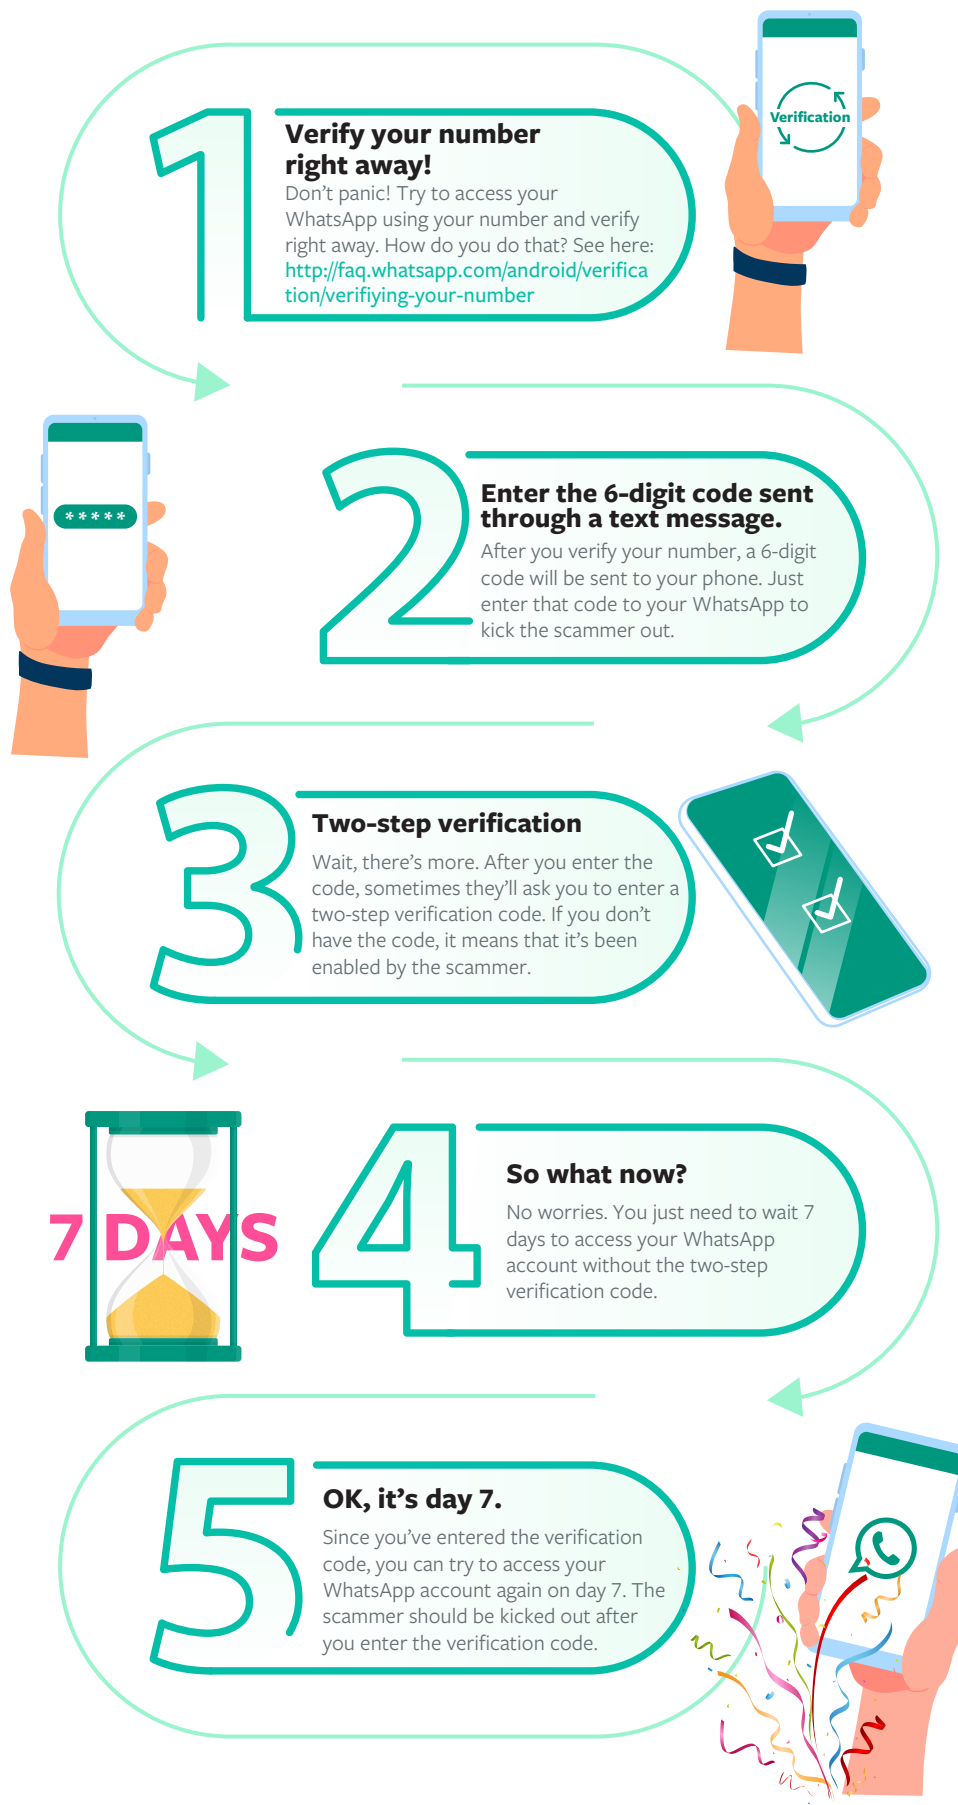 1
Verify your number
right away!
Don't panic! Try to access your
WhatsApp using your number and verify
right away. How do you do that? See here:
http://faq.whatsapp.com/android/verifica
tion/verifiying-your-number
Verification
2
Enter the 6-digit code sent
through a text message.
After you verify your number, a 6-digit
code will be sent to your phone. Just
enter that code to your WhatsApp to
kick the scammer out.
*****
3
Two-step verification
Wait, there's more. After you enter the
code, sometimes they'll ask you to enter a
two-step verification code. If you don't
have the code, it means that it's been
enabled by the scammer.
7 DAYS
4
So what now?
No worries. You just need to wait 7
days to access your WhatsApp
account without the two-step
verification code.
5
OK, it's day 7.
Since you've entered the verification
code, you can try to access your
WhatsApp account again on day 7. The
scammer should be kicked out after
you enter the verification code.